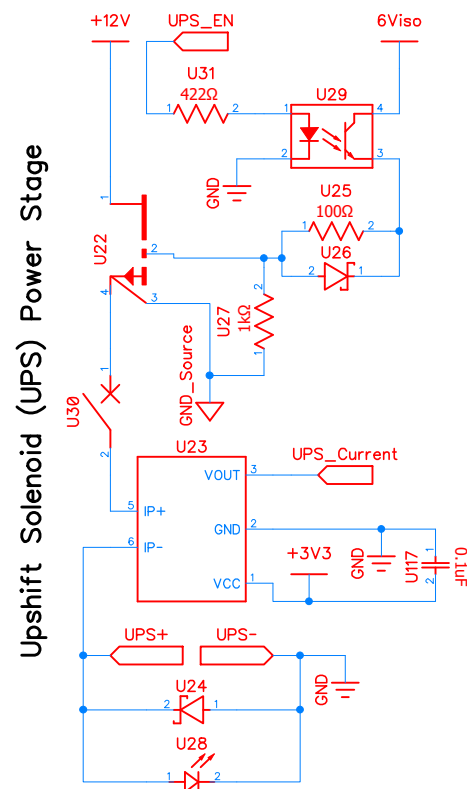 Upshift Solenoid (UPS) Power Stage
+12V
UPS_EN
6Viso
U31
422Ω
1
2
U29
1
4
2
3
GND
U25
100Ω
1
2
U26
2
1
1
U22
2
3
4
U27
1kΩ
2
1
GND_Source
1
U30
2
U23
VOUT
3
UPS_Current
5
IP+
GND
2
6
IP-
GND
+3V3
VCC
1
U117
0.1uF
1
2
UPS+
UPS-
GND
U24
2
1
U28
1
2